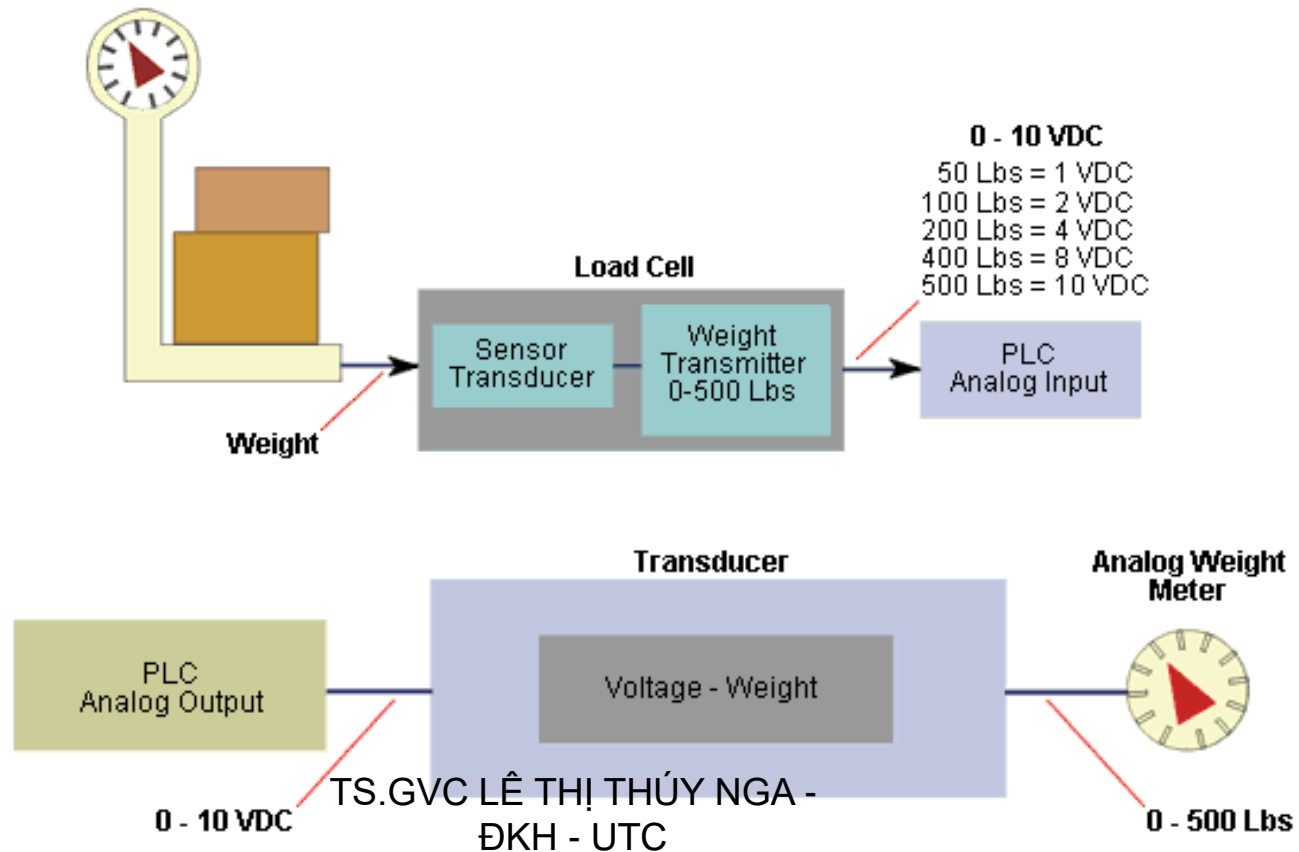 0 - 10 VDC
50 Lbs = 1 VDC
100 Lbs = 2 VDC
200 Lbs = 4 VDC
400 Lbs = 8 VDC
500 Lbs = 10 VDC
Load Cell
Sensor
Transducer
Weight
Transmitter
0-500 Lbs
PLC
Analog Input
Weight
Transducer
Analog Weight
Meter
PLC
Analog Output
Voltage - Weight
0 - 10 VDC
TS.GVC LÊ THỊ THÚY NGA -
ĐKH - UTC
0 - 500 Lbs